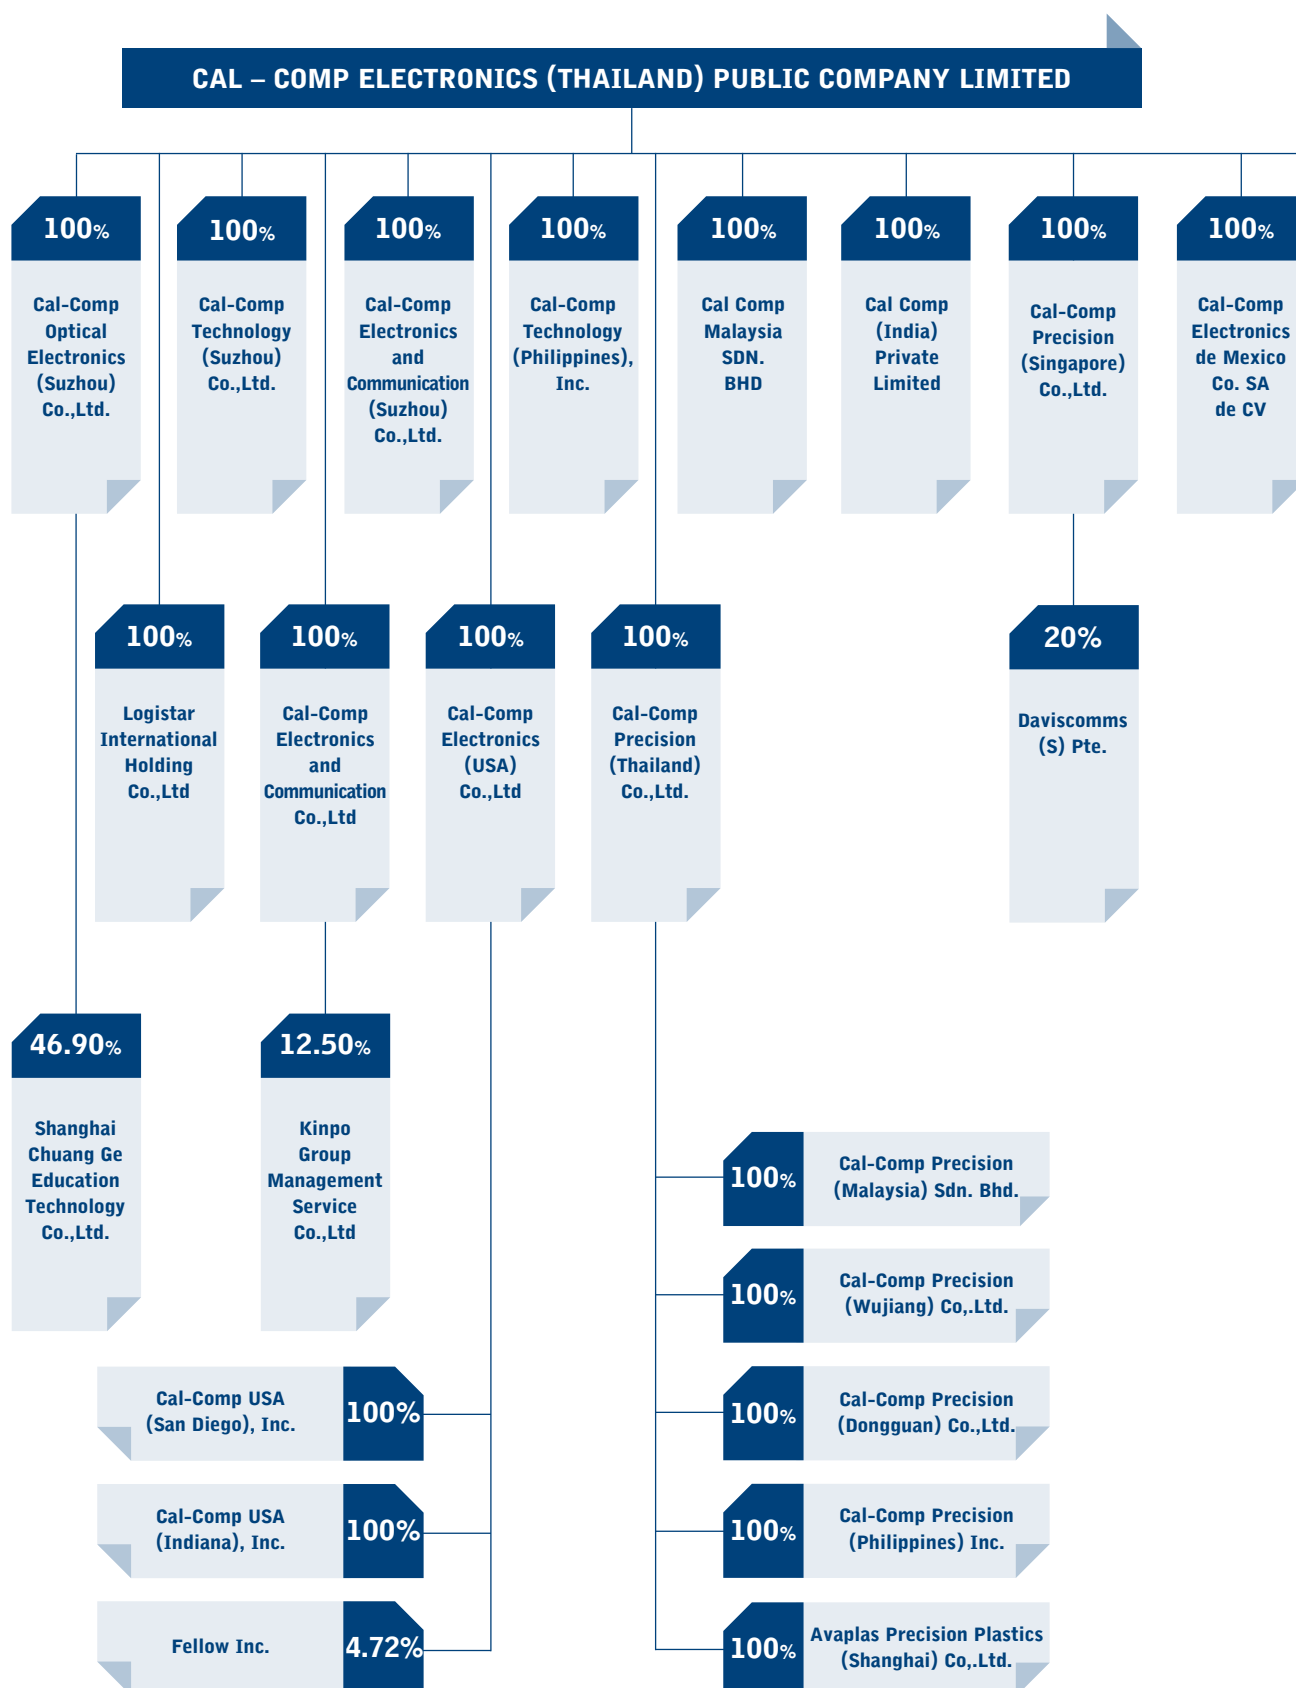 CAL – COMP ELECTRONICS (THAILAND) PUBLIC COMPANY LIMITED
100%
Cal-Comp
Optical
Electronics
(Suzhou)
Co.,Ltd.
100%
Cal-Comp
Technology
(Suzhou)
Co.,Ltd.
100%
Cal-Comp
Electronics
and
Communication
(Suzhou)
Co.,Ltd.
100%
Cal-Comp
Technology
(Philippines),
Inc.
100%
Cal Comp
Malaysia
SDN.
BHD
100%
Cal Comp
(India)
Private
Limited
100%
Cal-Comp
Precision
(Singapore)
Co.,Ltd.
100%
Cal-Comp
Electronics
de Mexico
Co. SA
de CV
100%
Logistar
International
Holding
Co.,Ltd
100%
Cal-Comp
Electronics
and
Communication
Co.,Ltd
100%
Cal-Comp
Electronics
(USA)
Co.,Ltd
100%
Cal-Comp
Precision
(Thailand)
Co.,Ltd.
20%
Daviscomms
(S) Pte.
46.90%
Shanghai
Chuang Ge
Education
Technology
Co.,Ltd.
12.50%
Kinpo
Group
Management
Service
Co.,Ltd
Cal-Comp USA
(San Diego), Inc.
100%
Cal-Comp USA
(Indiana), Inc.
100%
Fellow Inc.
4.72%
100%
Cal-Comp Precision
(Malaysia) Sdn. Bhd.
100%
Cal-Comp Precision
(Wujiang) Co,.Ltd.
100%
Cal-Comp Precision
(Dongguan) Co.,Ltd.
100%
Cal-Comp Precision
(Philippines) Inc.
100%
Avaplas Precision Plastics
(Shanghai) Co,.Ltd.